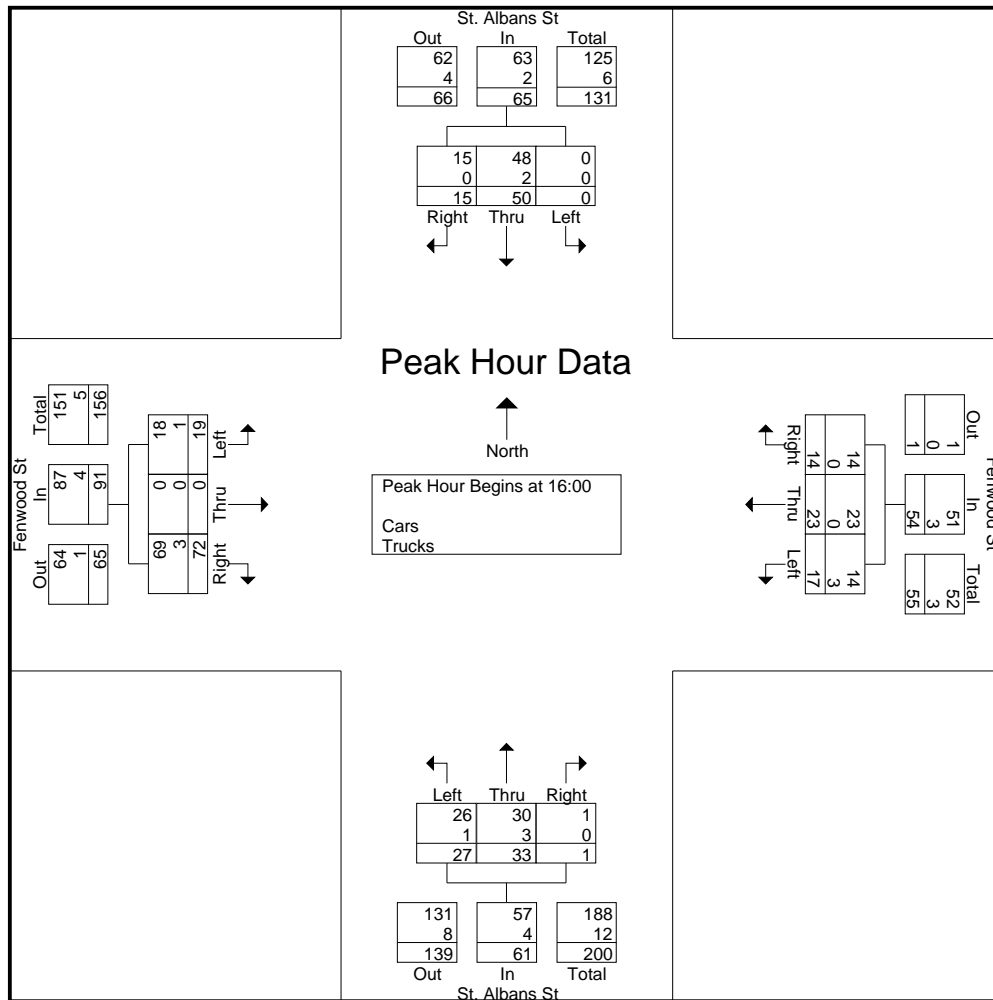 St. Albans St
Out In Total
62 63 125
4 2 6
66 65 131
15 48 0
0 2 0
15 50 0
Right Thru Left
Peak Hour Data
North
Peak Hour Begins at 16:00
Cars
Trucks
Fenwood St
Total In Out
151 87 64
5 4 1
156 91 65
18 0 69
1 0 3
19 0 72
Left Thru Right
Fenwood St
Out In Total
1 51 52
0 3 3
1 54 55
14 23 14
0 0 3
14 23 17
Right Thru Left
Left Thru Right
26 30 1
1 3 0
27 33 1
131 57 188
8 4 12
139 61 200
Out In Total
St. Albans St